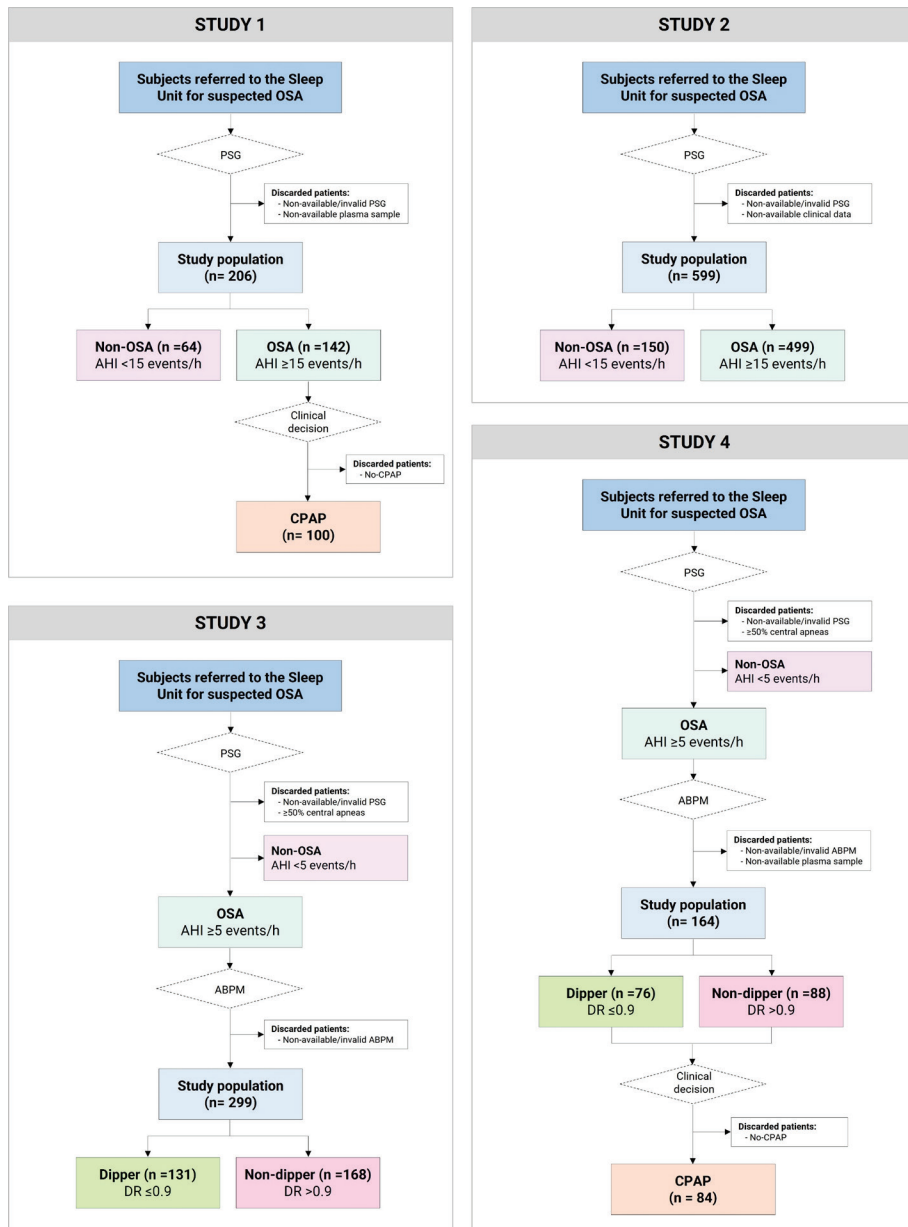 STUDY 1
Subjects referred to the Sleep
Unit for suspected OSA
PSG
Discarded patients:
- Non-available/invalid PSG
- Non-available plasma sample
Study population
(n= 206)
Non-OSA (n =64)
AHI <15 events/h
OSA (n =142)
AHI ≥15 events/h
Clinical
decision
Discarded patients:
- No-CPAP
CPAP
(n= 100)
STUDY 2
Subjects referred to the Sleep
Unit for suspected OSA
PSG
Discarded patients:
- Non-available/invalid PSG
- Non-available clinical data
Study population
(n= 599)
Non-OSA (n =150)
AHI <15 events/h
OSA (n =499)
AHI ≥15 events/h
STUDY 3
Subjects referred to the Sleep
Unit for suspected OSA
PSG
Discarded patients:
- Non-available/invalid PSG
- ≥50% central apneas
Non-OSA
AHI <5 events/h
OSA
AHI ≥5 events/h
ABPM
Discarded patients:
- Non-available/invalid ABPM
Study population
(n= 299)
Dipper (n =131)
DR ≤0.9
Non-dipper (n =168)
DR >0.9
STUDY 4
Subjects referred to the Sleep
Unit for suspected OSA
PSG
Discarded patients:
- Non-available/invalid PSG
- ≥50% central apneas
Non-OSA
AHI <5 events/h
OSA
AHI ≥5 events/h
ABPM
Discarded patients:
- Non-available/invalid ABPM
- Non-available plasma sample
Study population
(n= 164)
Dipper (n =76)
DR ≤0.9
Non-dipper (n =88)
DR >0.9
Clinical
decision
Discarded patients:
- No-CPAP
CPAP
(n = 84)